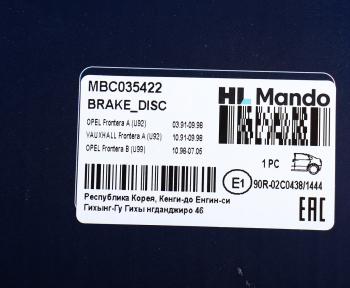 MBC035422
HL Mando
BRAKE_DISC
OPEL Frontera A (U92) 03.91-09.98
VAUXHALL Frontera A (U92) 10.91-09.98
OPEL Frontera B (U99) 10.98-07.05
1 PC
E1 90R-02C0438/1444
Республика Корея, Кенги-до Енгин-си
Гихынг-Гу Гихы нгданджиро 46
EAC